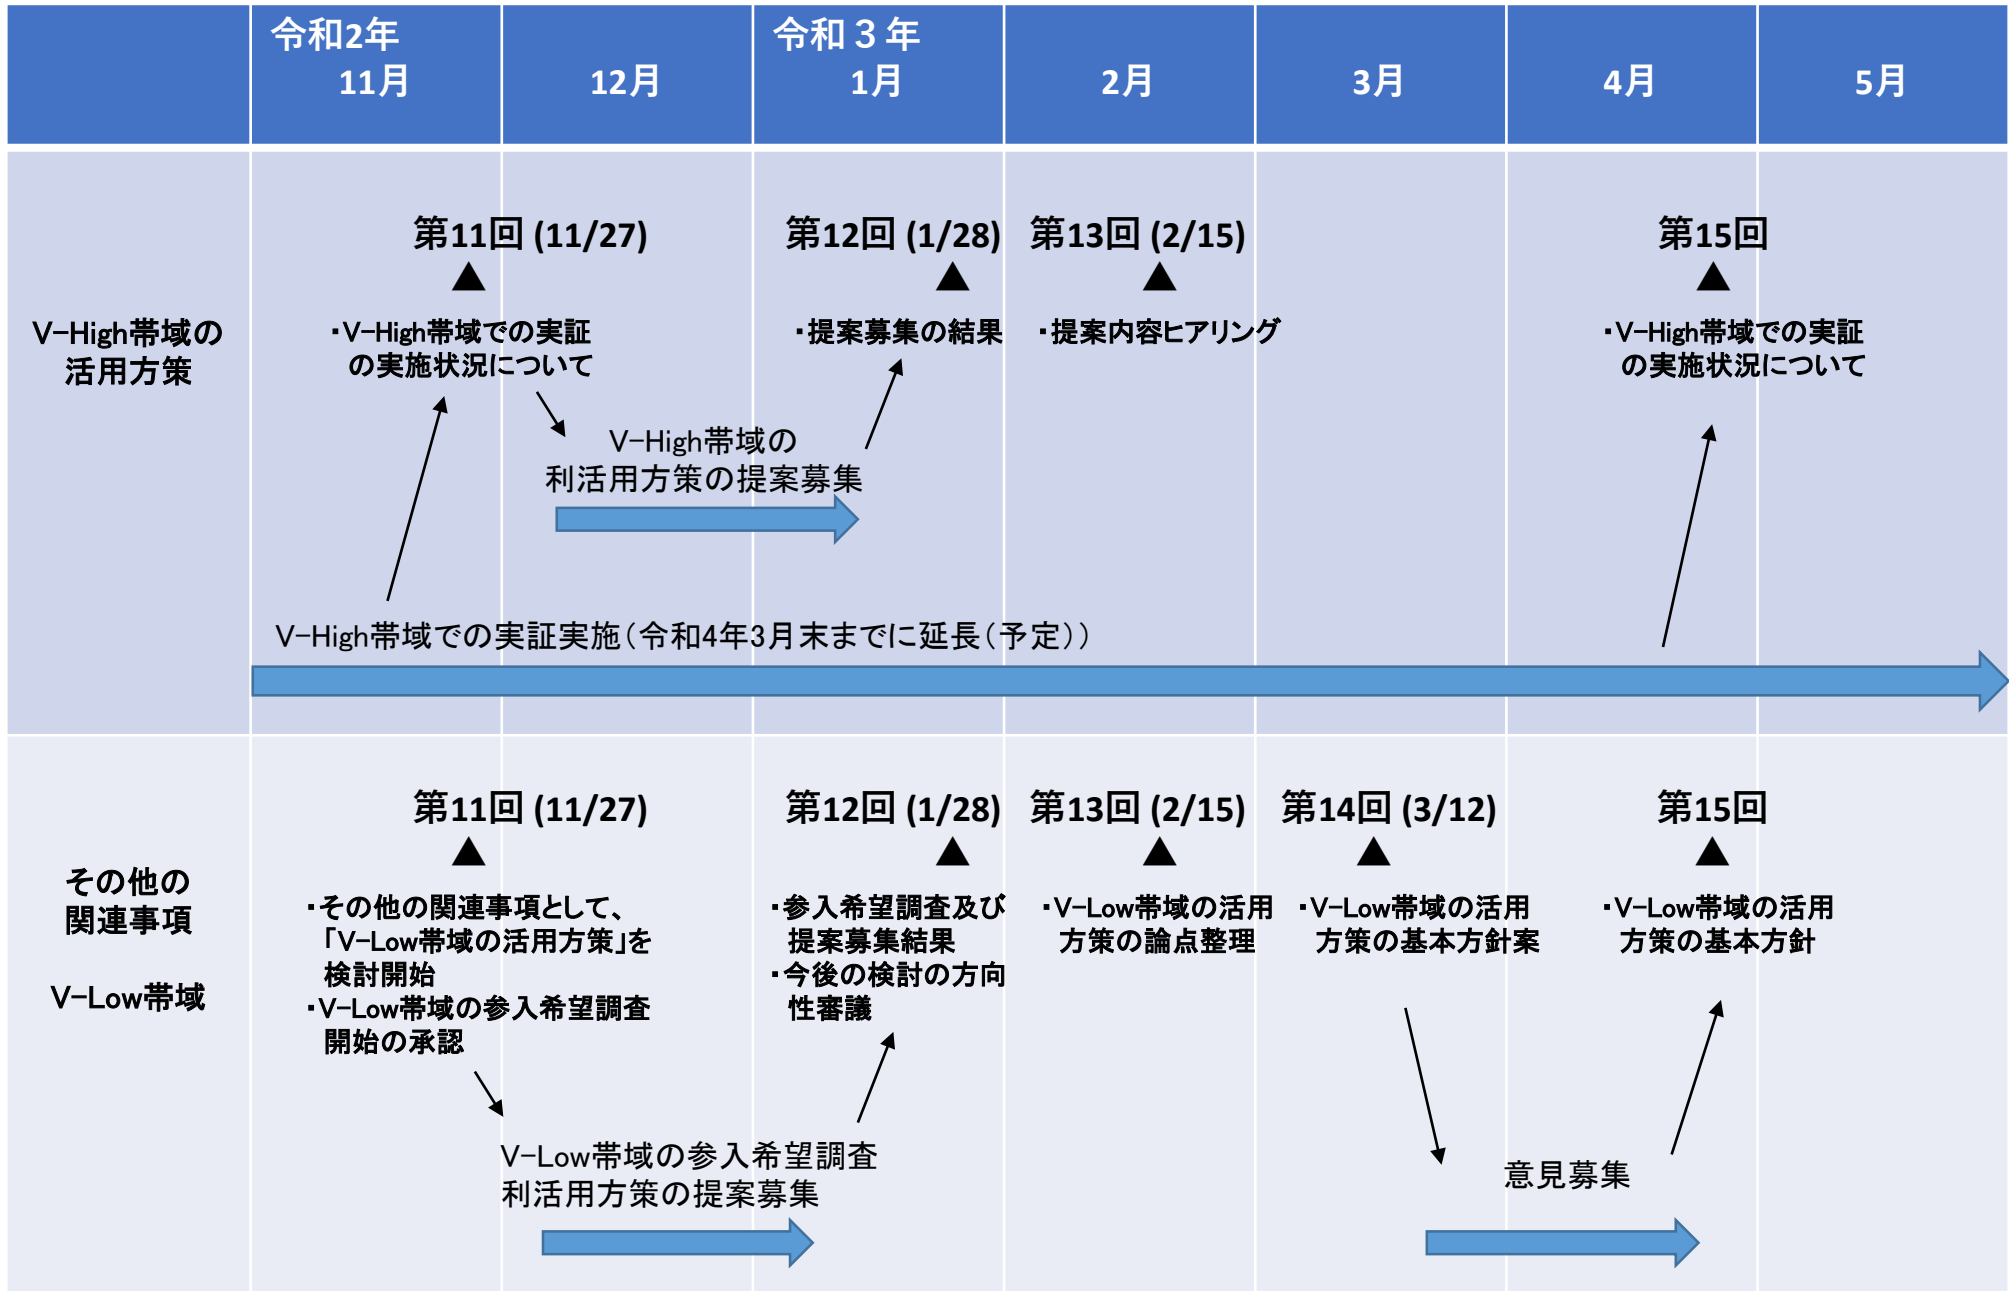 令和2年
11月
12月
令和３年
1月
2月
3月
4月
5月
V-High帯域の
活用方策
第11回 (11/27)
▲
・V-High帯域での実証
の実施状況について
第12回 (1/28)
▲
・提案募集の結果
第13回 (2/15)
▲
・提案内容ヒアリング
第15回
▲
・V-High帯域での実証
の実施状況について
V-High帯域の
利活用方策の提案募集
V-High帯域での実証実施（令和4年3月末までに延長（予定））
その他の
関連事項
V-Low帯域
第11回 (11/27)
▲
・その他の関連事項として、
「V-Low帯域の活用方策」を
検討開始
・V-Low帯域の参入希望調査
開始の承認
第12回 (1/28)
▲
・参入希望調査及び
提案募集結果
・今後の検討の方向
性審議
第13回 (2/15)
▲
・V-Low帯域の活用
方策の論点整理
第14回 (3/12)
▲
・V-Low帯域の活用
方策の基本方針案
第15回
▲
・V-Low帯域の活用
方策の基本方針
V-Low帯域の参入希望調査
利活用方策の提案募集
意見募集